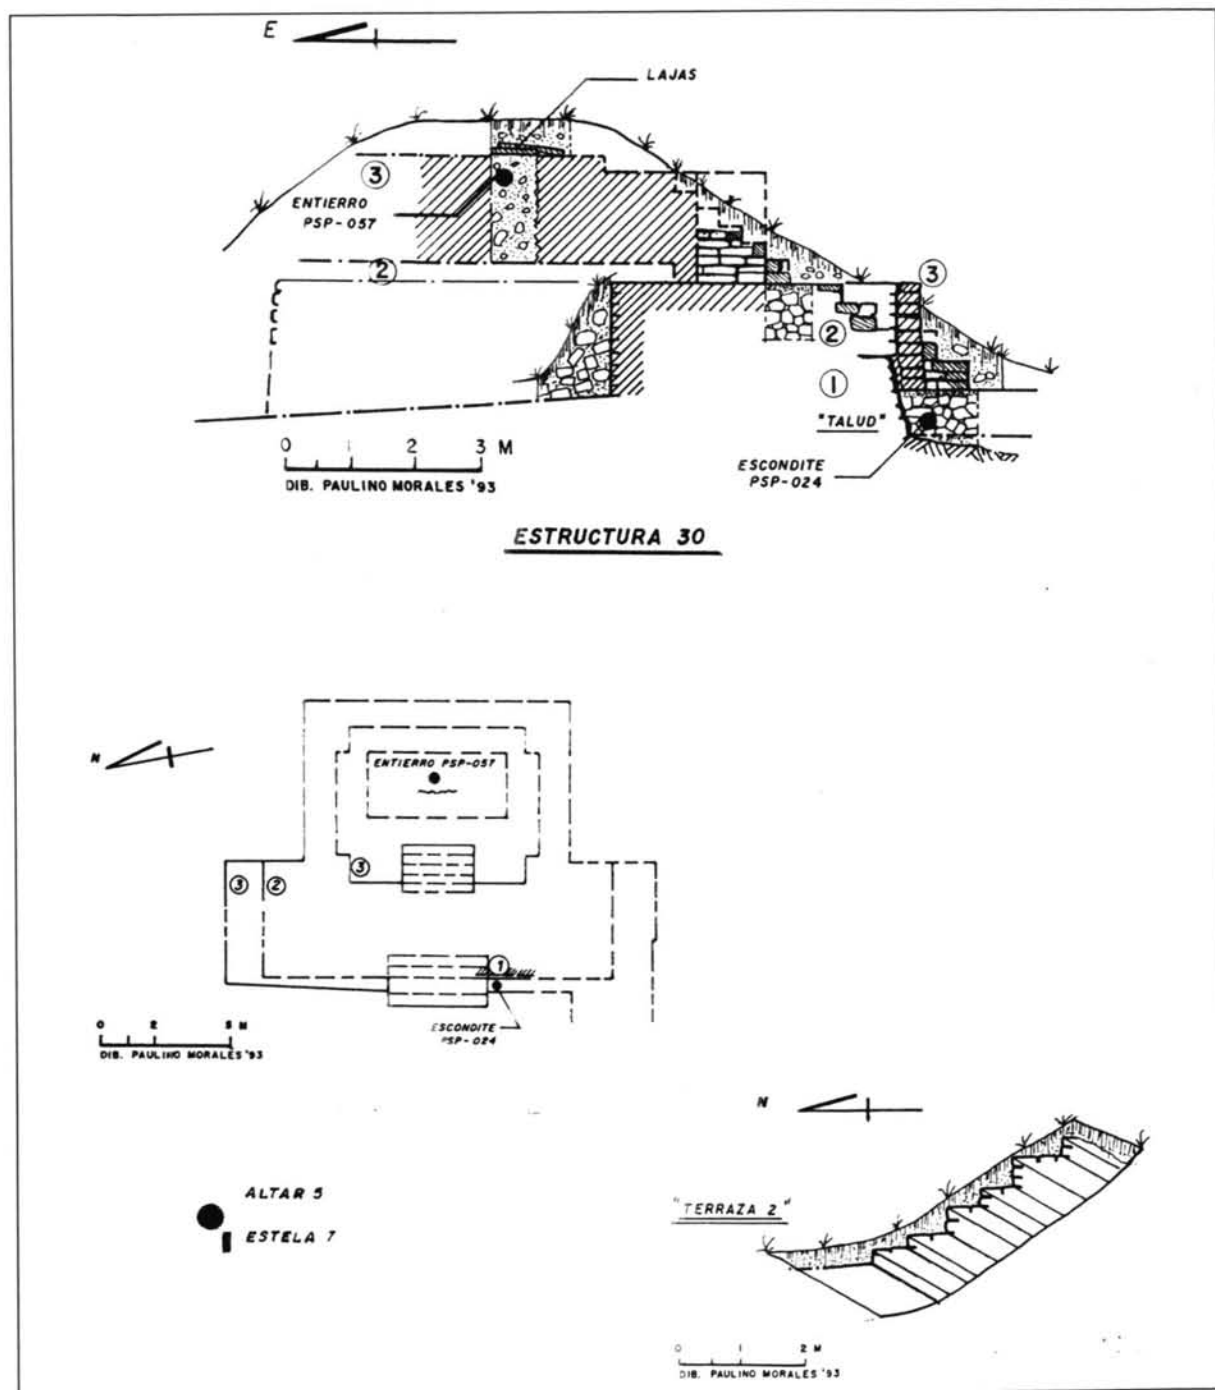 E
LAJAS
3
ENTIERRO
PSP-057
2
3
2
1
"TALUD"
ESCONDITE
PSP-024
0 1 2 3 M
DIB. PAULINO MORALES '93
ESTRUCTURA 30
N
ENTIERRO PSP-057
3
3
2
1
ESCONDITE
PSP-024
0 2 5 M
DIB. PAULINO MORALES '93
N
ALTAR 5
ESTELA 7
"TERRAZA 2"
0 1 2 M
DIB. PAULINO MORALES '93